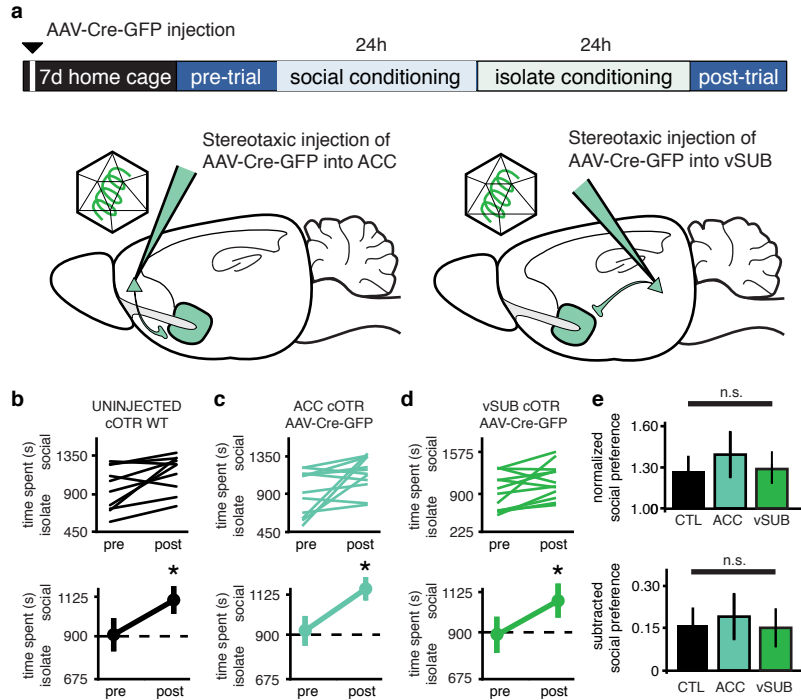 a
AAV-Cre-GFP injection
24h
24h
7d home cage
pre-trial
social conditioning
isolate conditioning
post-trial
Stereotaxic injection of
AAV-Cre-GFP into ACC
Stereotaxic injection of
AAV-Cre-GFP into vSUB
b
UNINJECTED
cOTR WT
time spent (s)
isolate social
1350
900
450
pre post
*
time spent (s)
isolate social
1125
900
675
pre post
c
ACC cOTR
AAV-Cre-GFP
time spent (s)
isolate social
1350
900
450
pre post
*
time spent (s)
isolate social
1125
900
675
pre post
d
vSUB cOTR
AAV-Cre-GFP
time spent (s)
isolate social
1575
900
225
pre post
*
time spent (s)
isolate social
1125
900
675
pre post
e
n.s.
normalized
social preference
1.60
1.30
1.00
CTL ACC vSUB
n.s.
subtracted
social preference
0.30
0.15
0
CTL ACC vSUB